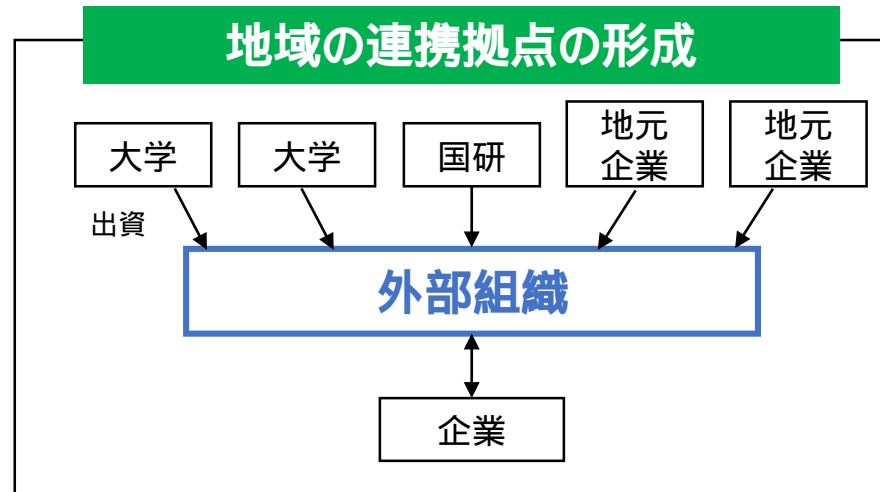 地域の連携拠点の形成
大学
大学
国研
地元
企業
地元
企業
出資
外部組織
企業